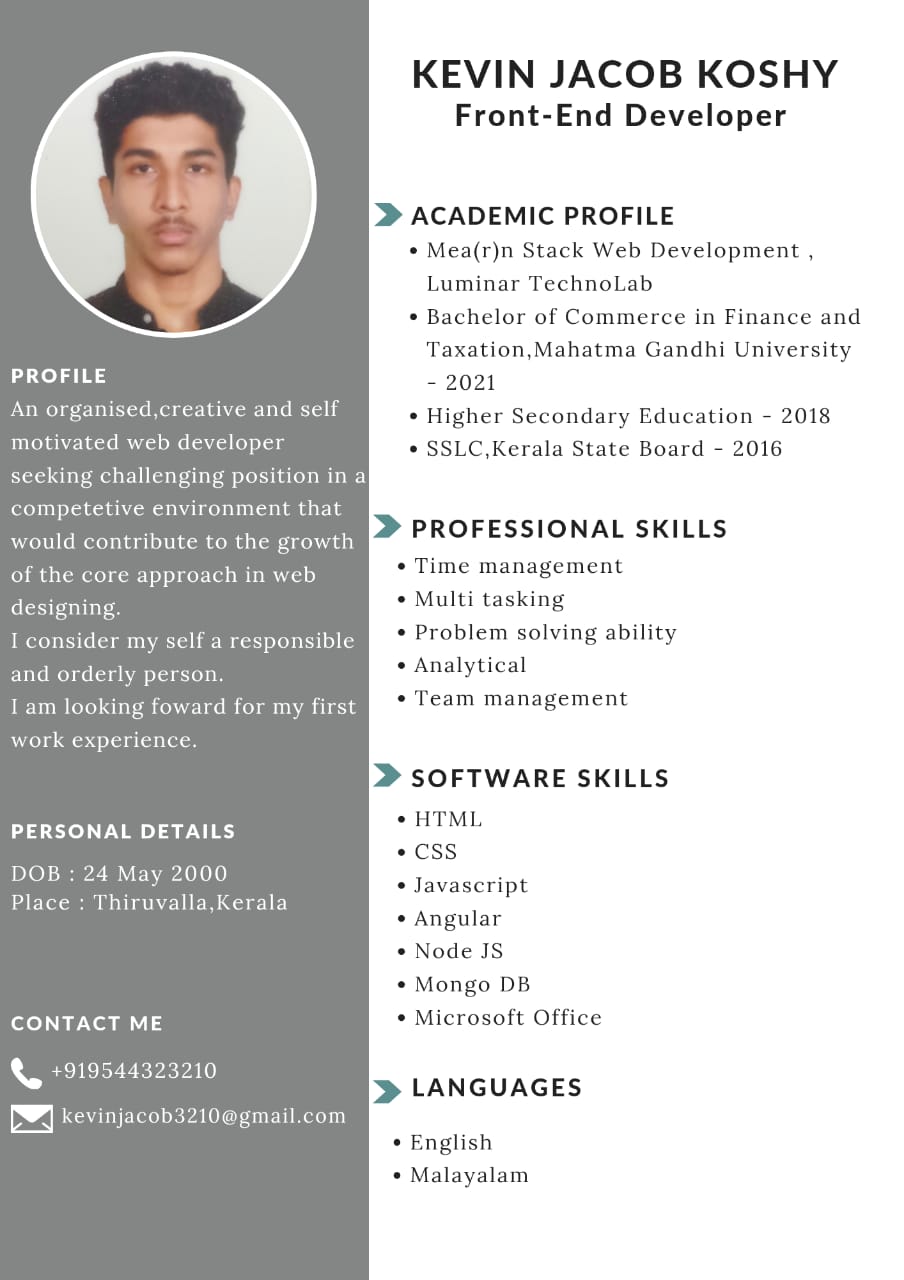 KEVIN JACOB KOSHY
Front-End Developer
PROFILE
An organised,creative and self
motivated web developer
seeking challenging position in a
competetive environment that
would contribute to the growth
of the core approach in web
designing.
I consider my self a responsible
and orderly person.
I am looking foward for my first
work experience.
PERSONAL DETAILS
DOB : 24 May 2000
Place : Thiruvalla,Kerala
CONTACT ME
+919544323210
kevinjacob3210@gmail.com
ACADEMIC PROFILE
• Mea(r)n Stack Web Development ,
Luminar TechnoLab
• Bachelor of Commerce in Finance and
Taxation,Mahatma Gandhi University
- 2021
• Higher Secondary Education - 2018
• SSLC,Kerala State Board - 2016
PROFESSIONAL SKILLS
• Time management
• Multi tasking
• Problem solving ability
• Analytical
• Team management
SOFTWARE SKILLS
• HTML
• CSS
• Javascript
• Angular
• Node JS
• Mongo DB
• Microsoft Office
LANGUAGES
• English
• Malayalam